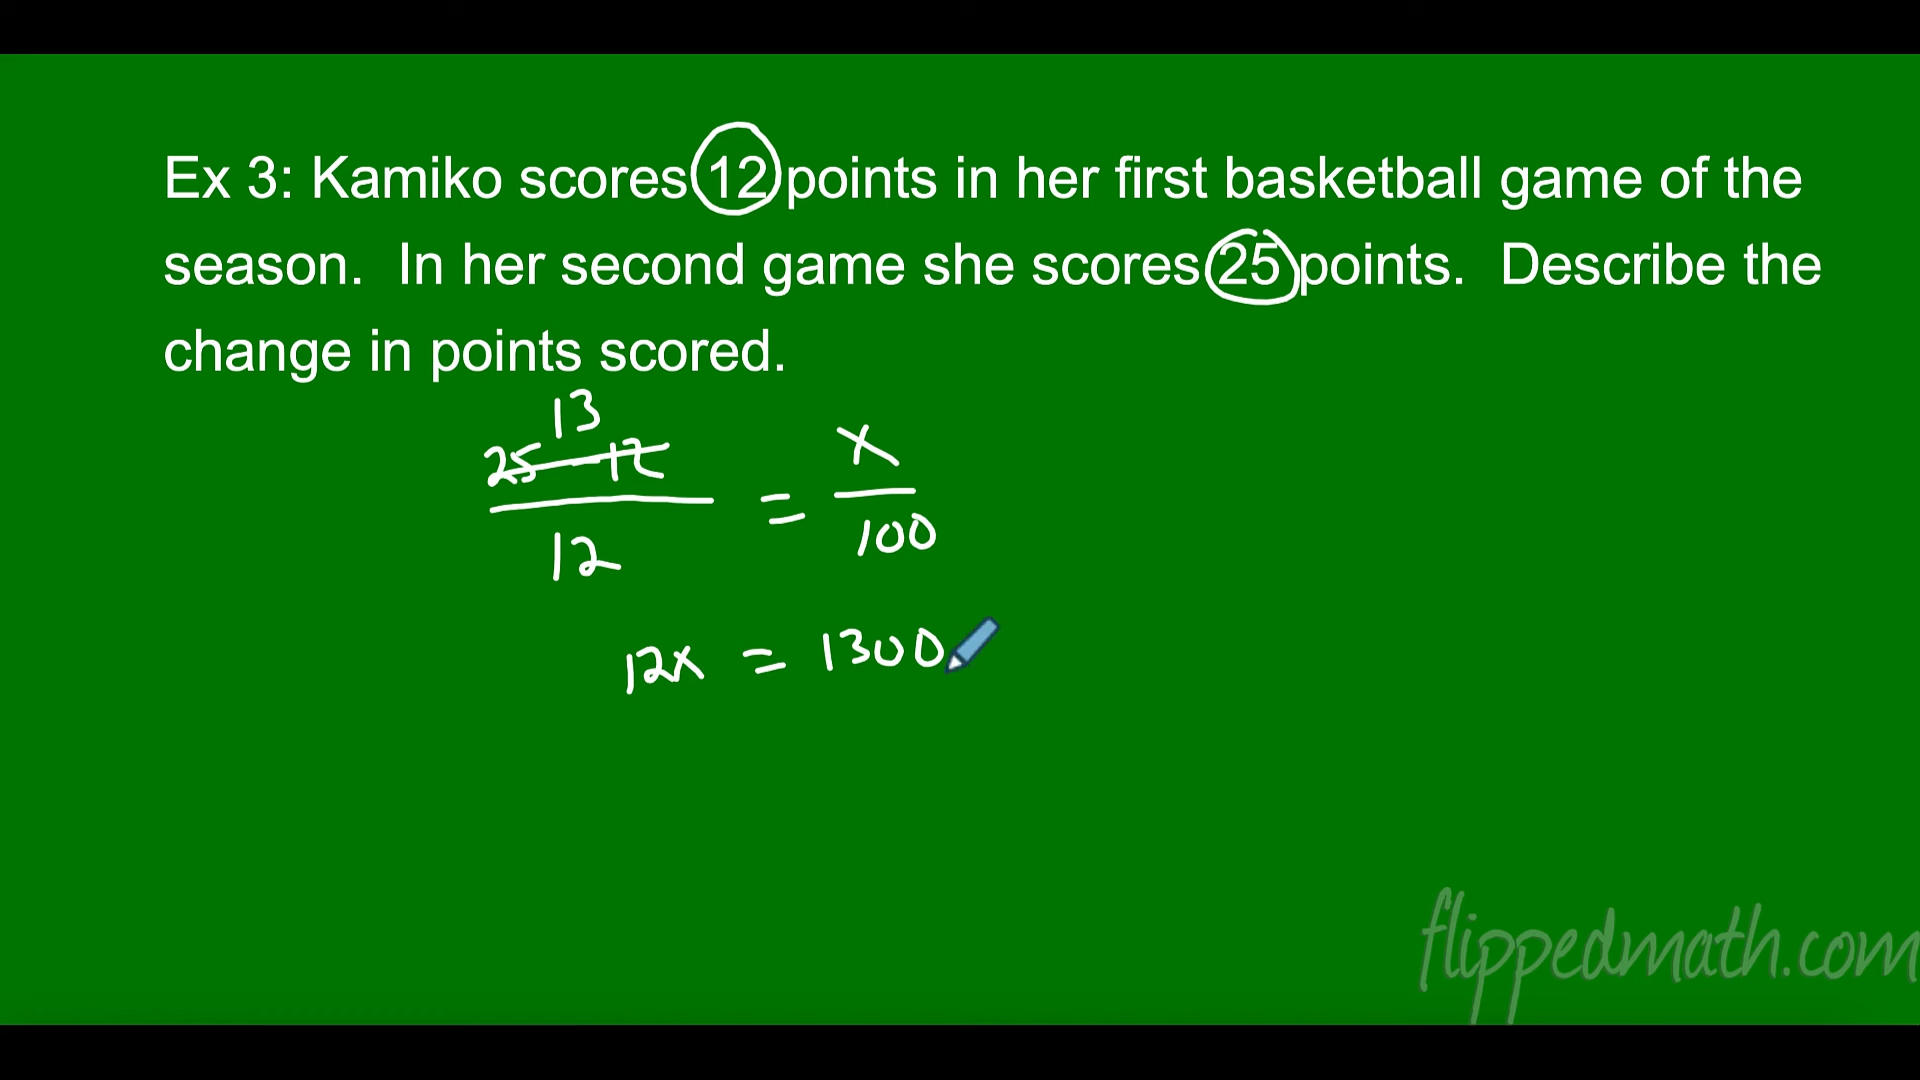 Ex 3: Kamiko scores 12 points in her first basketball game of the
season. In her second game she scores 25 points. Describe the
change in points scored.
13
25 - 12
12
=
x
100
12x = 1300
flippedmath.com